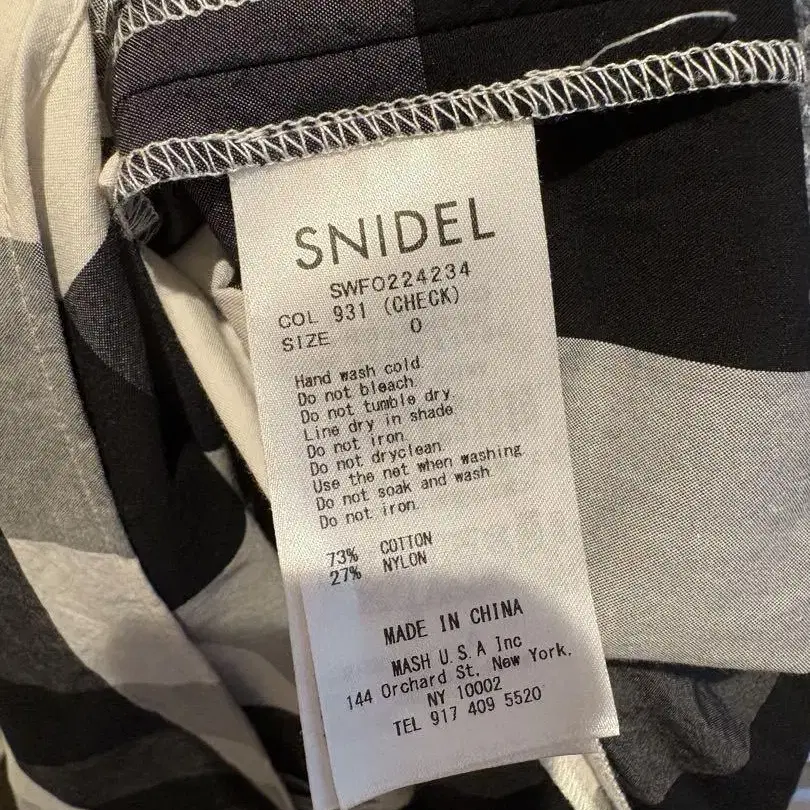 SNIDEL
SWFO224234
COL 931 (CHECK)
SIZE 0
Hand wash cold
Do not bleach
Do not tumble dry
Line dry in shade
Do not iron
Do not dryclean
Use the net when washing
Do not soak and wash
Do not iron
73% COTTON
27% NYLON
MADE IN CHINA
MASH U.S.A Inc
144 Orchard St. New York,
NY 10002
TEL 917 409 5520